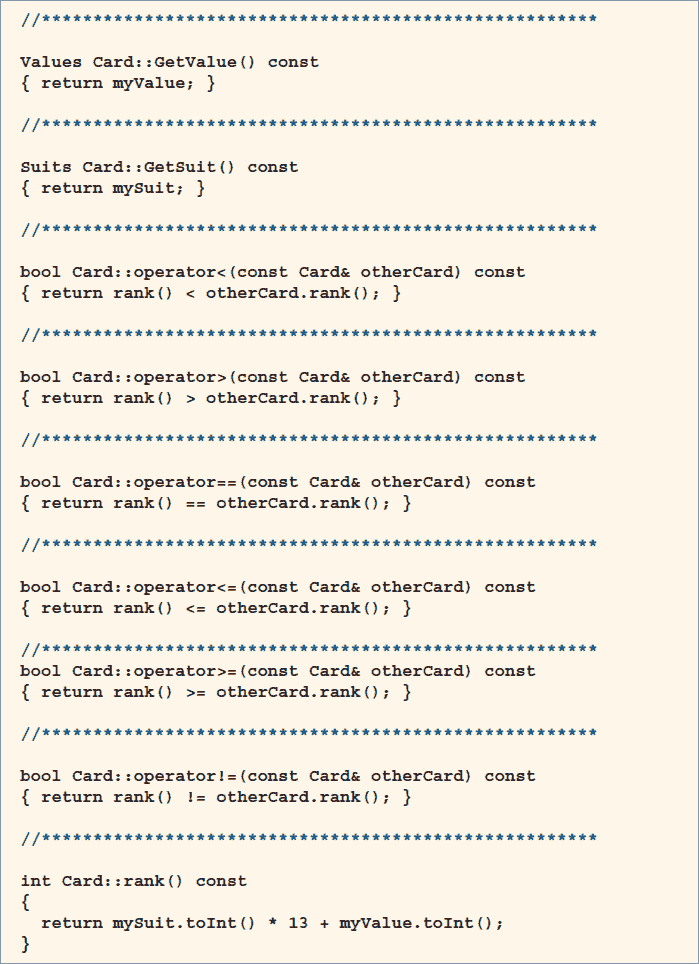 //******************************************************
Values Card::GetValue() const
{ return myValue; }
//******************************************************
Suits Card::GetSuit() const
{ return mySuit; }
//******************************************************
bool Card::operator<(const Card& otherCard) const
{ return rank() < otherCard.rank(); }
//******************************************************
bool Card::operator>(const Card& otherCard) const
{ return rank() > otherCard.rank(); }
//******************************************************
bool Card::operator==(const Card& otherCard) const
{ return rank() == otherCard.rank(); }
//******************************************************
bool Card::operator<=(const Card& otherCard) const
{ return rank() <= otherCard.rank(); }
//******************************************************
bool Card::operator>=(const Card& otherCard) const
{ return rank() >= otherCard.rank(); }
//******************************************************
bool Card::operator!=(const Card& otherCard) const
{ return rank() != otherCard.rank(); }
//******************************************************
int Card::rank() const
{
  return mySuit.toInt() * 13 + myValue.toInt();
}